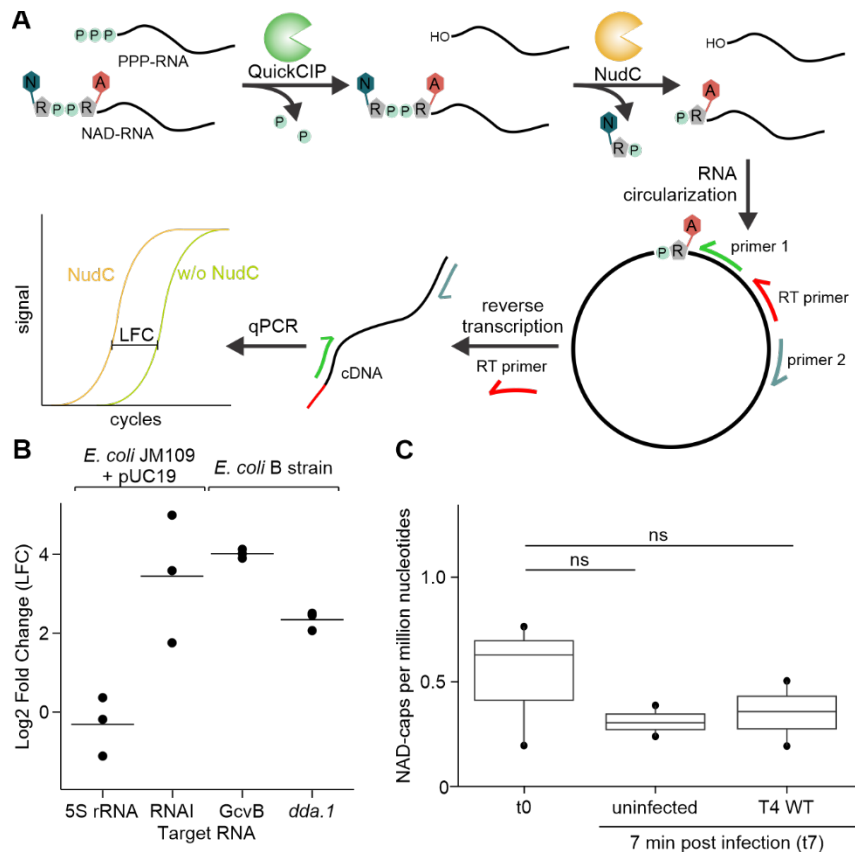 A
P P P
PPP-RNA
QuickCIP
HO
NudC
HO
N A
R P P R
NAD-RNA
P
P
N A
R P P R
N
R P
A
P R
RNA
circularization
A
P R
primer 1
RT primer
primer 2
reverse
transcription
RT primer
cDNA
qPCR
signal
NudC
w/o NudC
LFC
cycles
B
E. coli JM109
+ pUC19
E. coli B strain
Log2 Fold Change (LFC)
4
2
0
5S rRNA RNAI GcvB dda.1
Target RNA
C
NAD-caps per million nucleotides
ns
ns
1.0
0.5
0
t0 uninfected T4 WT
7 min post infection (t7)